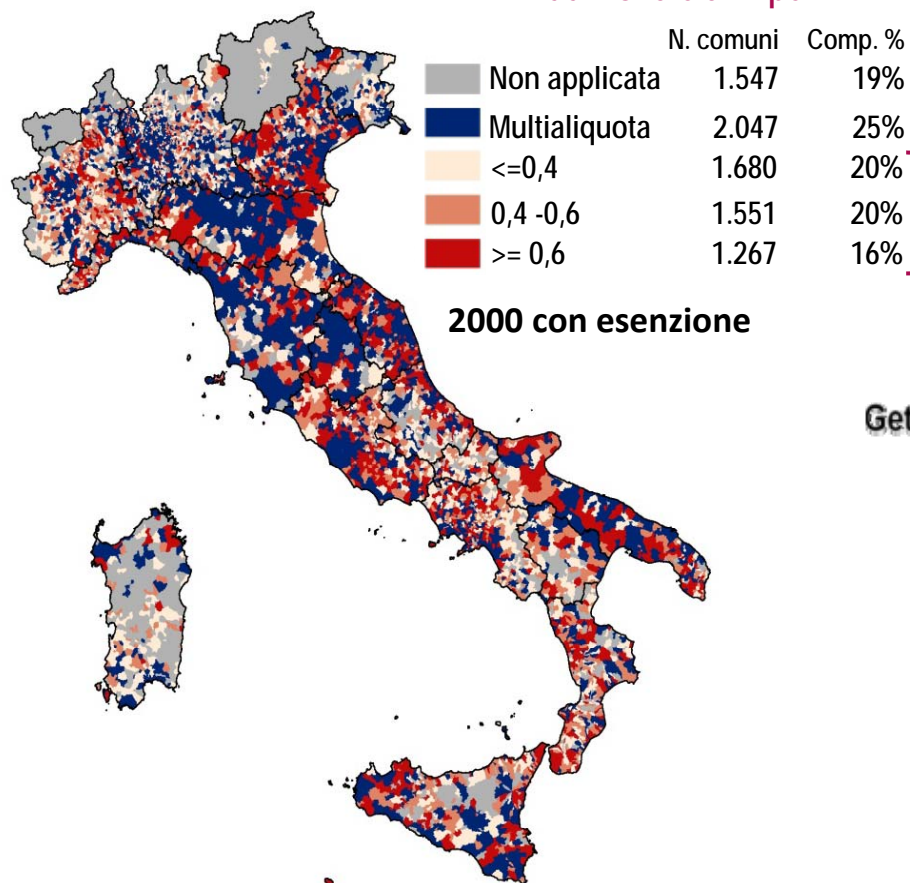 N. comuni Comp. %
Non applicata 1.547 19%
Multialiquota 2.047 25%
<=0,4 1.680 20%
0,4 -0,6 1.551 20%
>= 0,6 1.267 16%
2000 con esenzione
Get